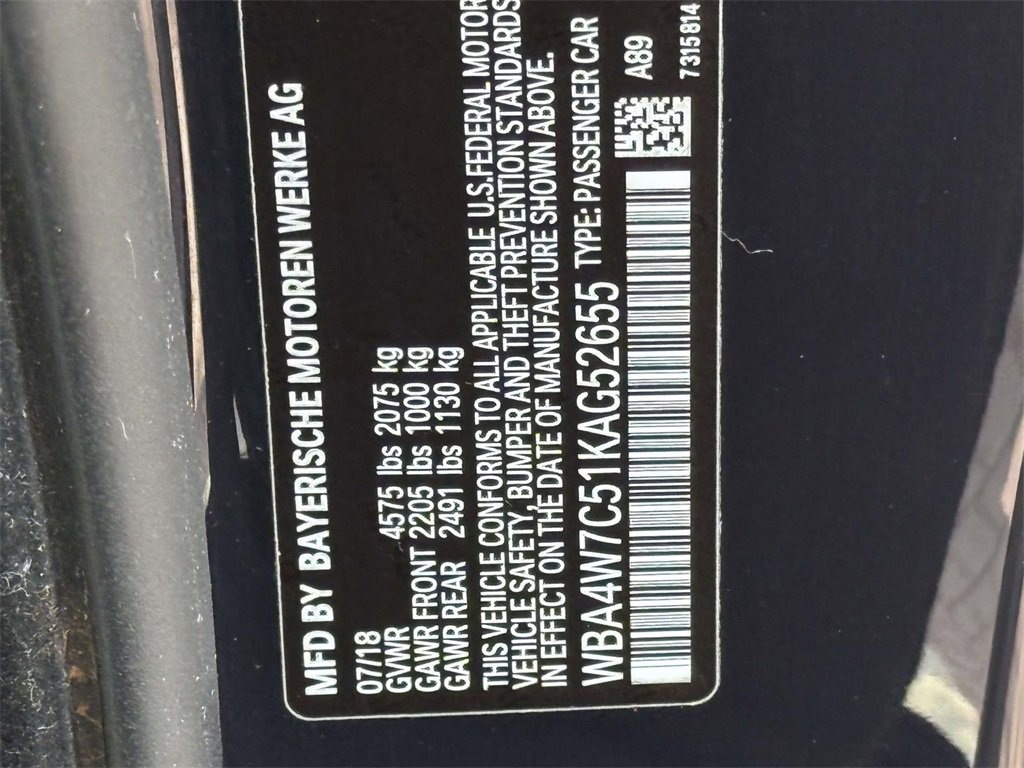 MFD BY BAYERISCHE MOTOREN WERKE AG
07/18
GVWR 4575 lbs 2075 kg
GAWR FRONT 2205 lbs 1000 kg
GAWR REAR 2491 lbs 1130 kg
THIS VEHICLE CONFORMS TO ALL APPLICABLE U.S.FEDERAL MOTOR
VEHICLE SAFETY, BUMPER AND THEFT PREVENTION STANDARDS
IN EFFECT ON THE DATE OF MANUFACTURE SHOWN ABOVE.
WBA4W7C51KAG52655 TYPE: PASSENGER CAR
A89
7315814